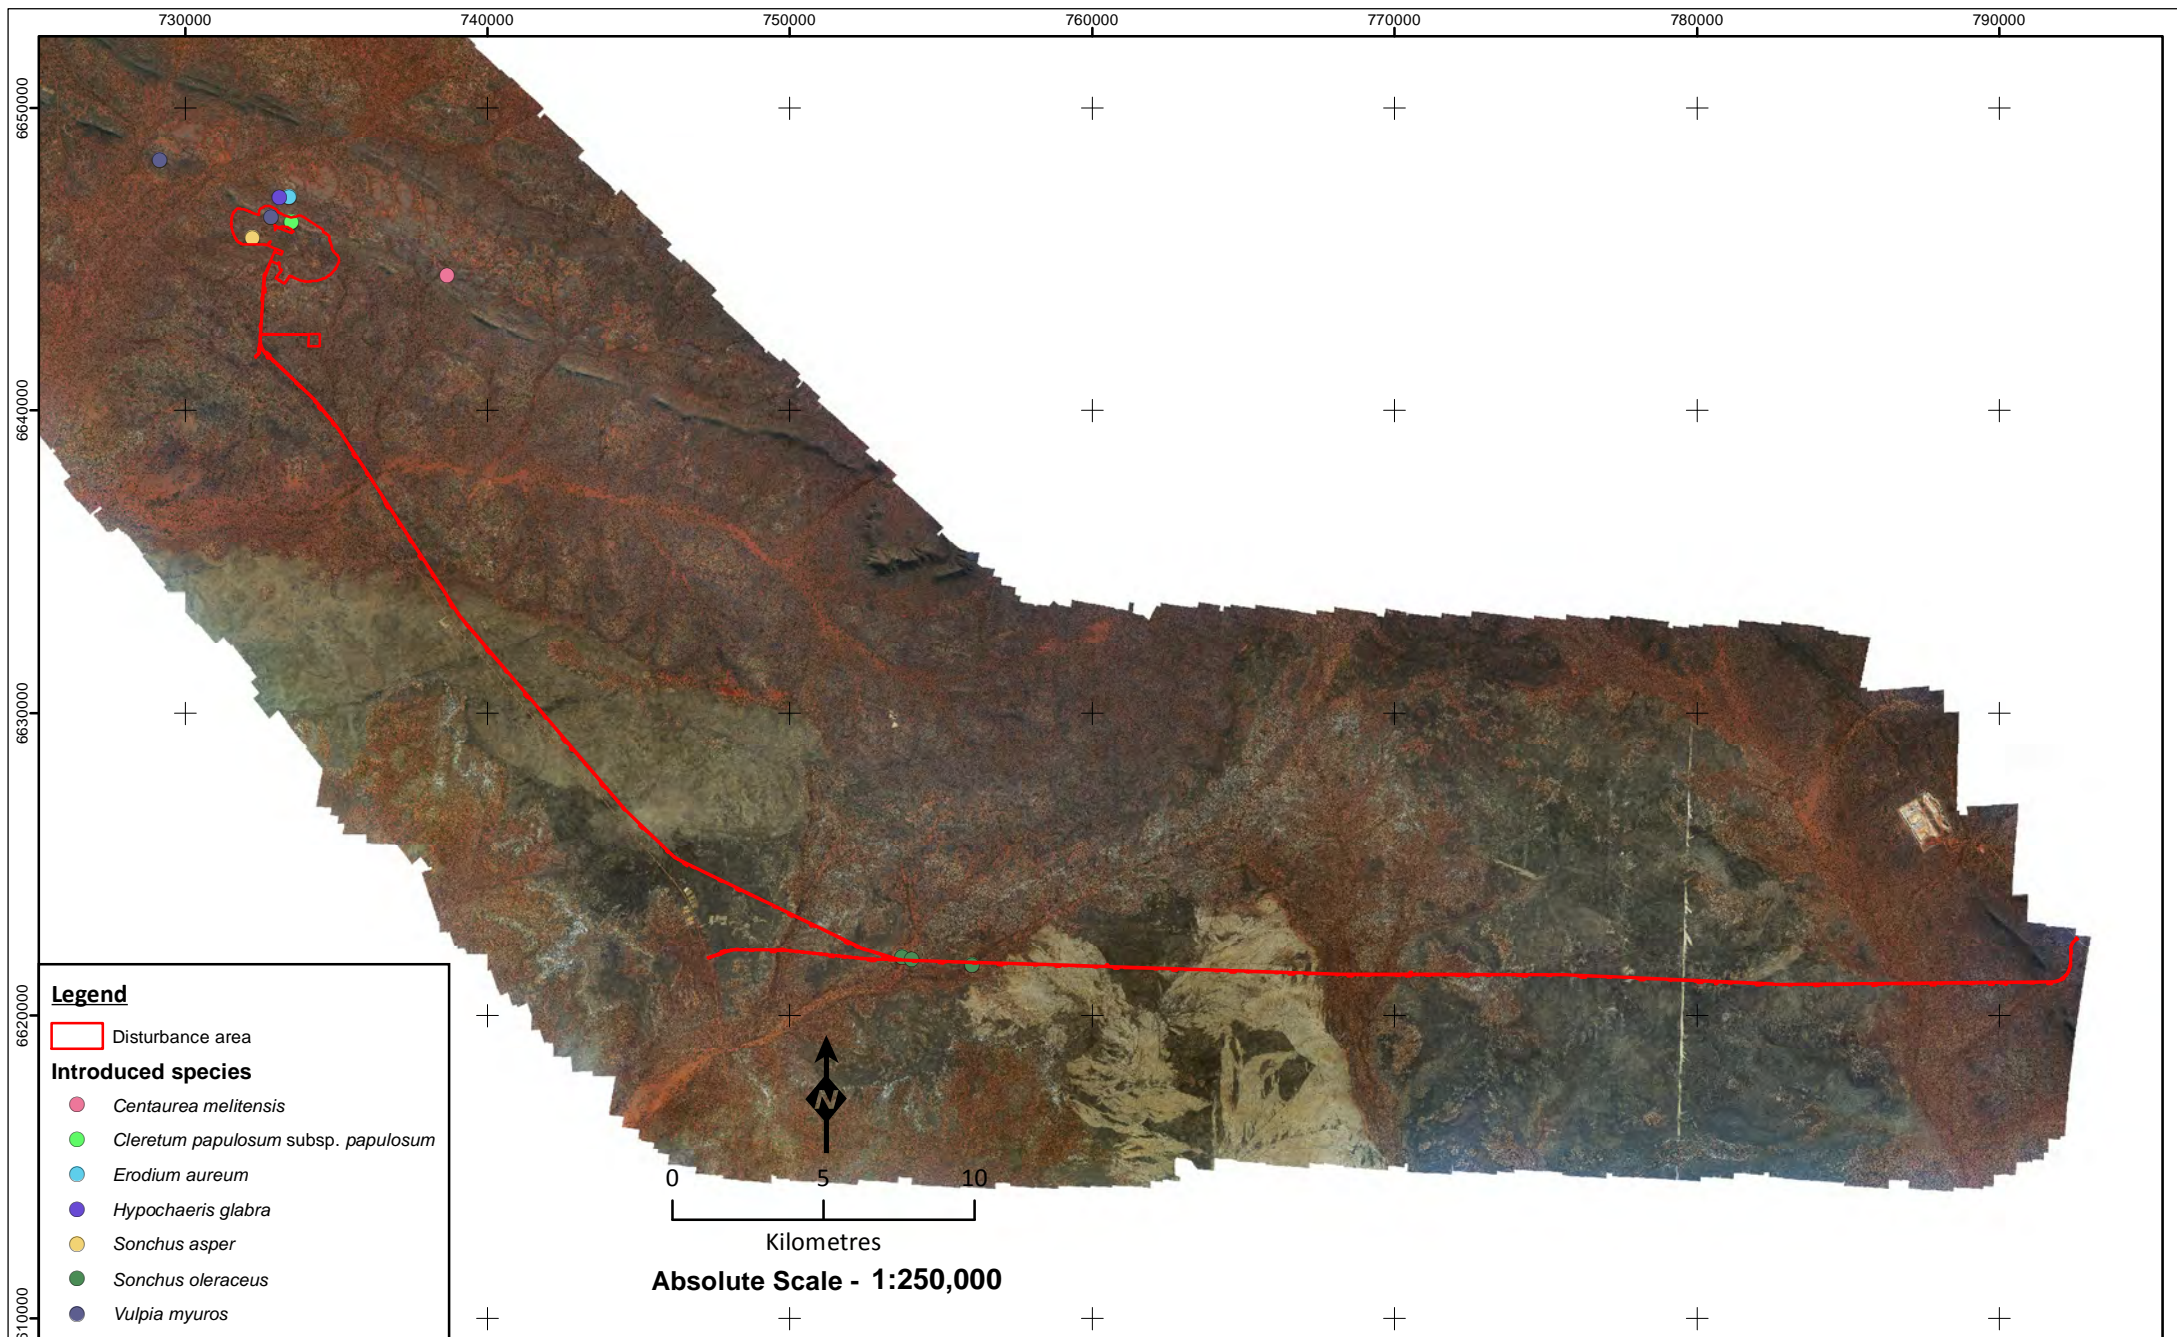 730000 740000 750000 760000 770000 780000 790000
6650000
6640000
6630000
6620000
Legend
Disturbance area
Introduced species
Centaurea melitensis
Cleretum papulosum subsp. papulosum
Erodium aureum
Hypochaeris glabra
Sonchus asper
Sonchus oleraceus
Vulpia myuros
N
0 5 10
Kilometres
Absolute Scale - 1:250,000